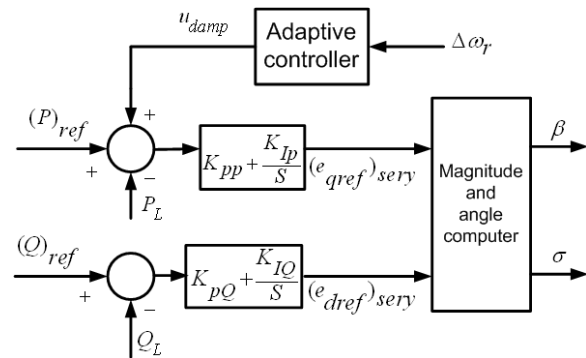 u_damp
Adaptive
controller
Δω_r
(P)_ref
+
+
−
P_L
K_pp + K_Ip/S
(e_qref)_sery
Magnitude
and
angle
computer
β
(Q)_ref
+
−
Q_L
K_pQ + K_IQ/S
(e_dref)_sery
σ